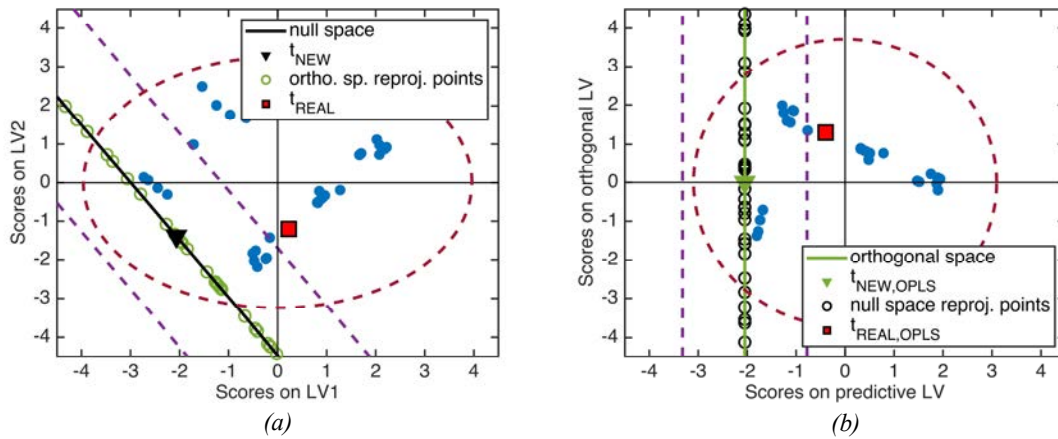 4
3
2
1
0
-1
-2
-3
-4
Scores on LV2
null space
t_NEW
ortho. sp. reproj. points
t_REAL
-4 -3 -2 -1 0 1 2 3 4
Scores on LV1
(a)
4
3
2
1
0
-1
-2
-3
-4
Scores on orthogonal LV
orthogonal space
t_NEW,OPLS
null space reproj. points
t_REAL,OPLS
-4 -3 -2 -1 0 1 2 3 4
Scores on predictive LV
(b)